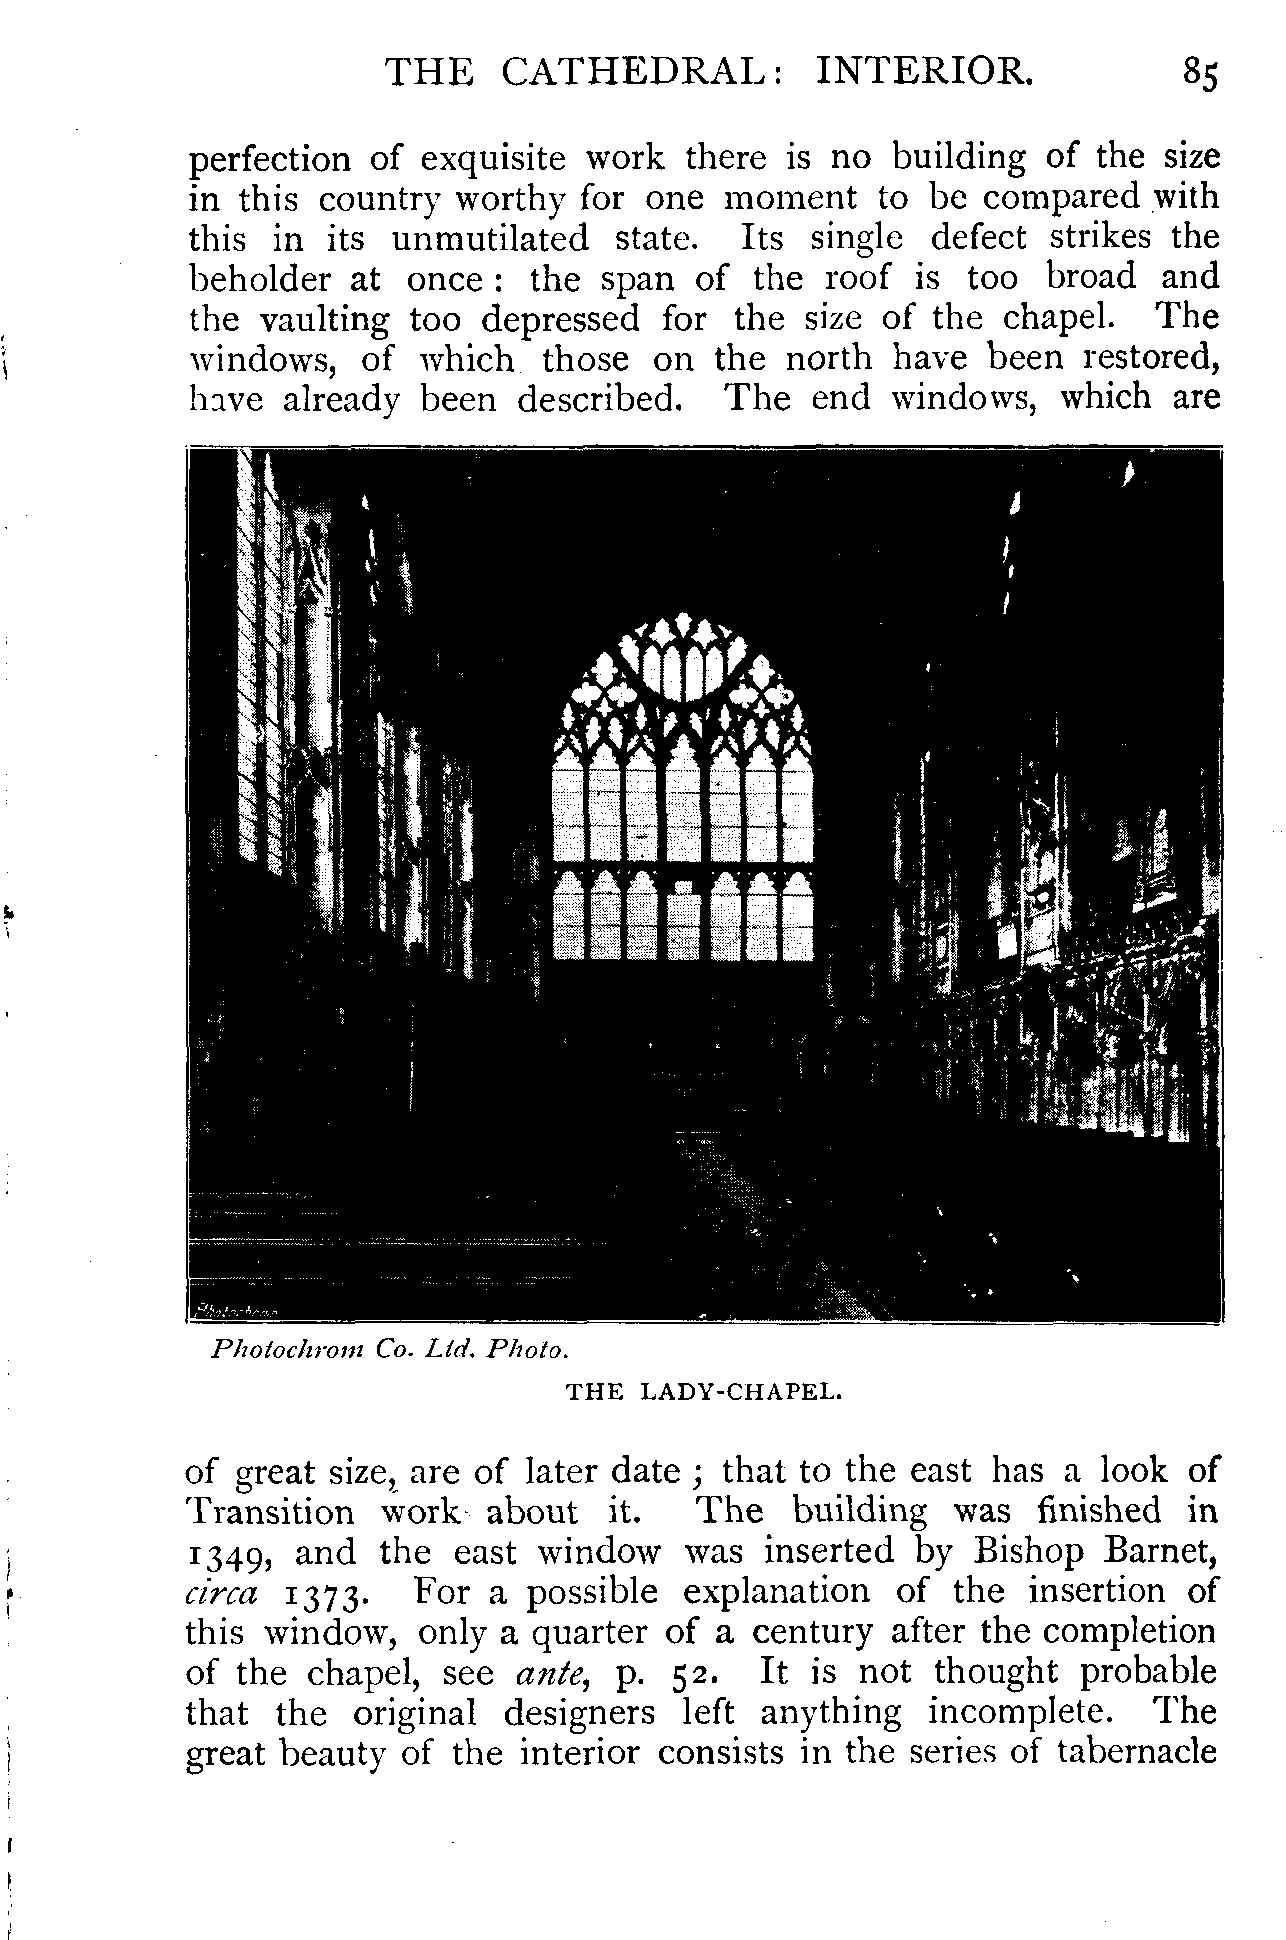 THE CATHEDRAL: INTERIOR. 85
perfection of exquisite work there is no building of the size
in this country worthy for one moment to be compared with
this in its unmutilated state. Its single defect strikes the
beholder at once : the span of the roof is too broad and
the vaulting too depressed for the size of the chapel. The
windows, of which those on the north have been restored,
have already been described. The end windows, which are
Photochrom
Photochrom Co. Ltd. Photo.
THE LADY-CHAPEL.
of great size, are of later date ; that to the east has a look of
Transition work about it. The building was finished in
1349, and the east window was inserted by Bishop Barnet,
circa 1373. For a possible explanation of the insertion of
this window, only a quarter of a century after the completion
of the chapel, see ante, p. 52. It is not thought probable
that the original designers left anything incomplete. The
great beauty of the interior consists in the series of tabernacle